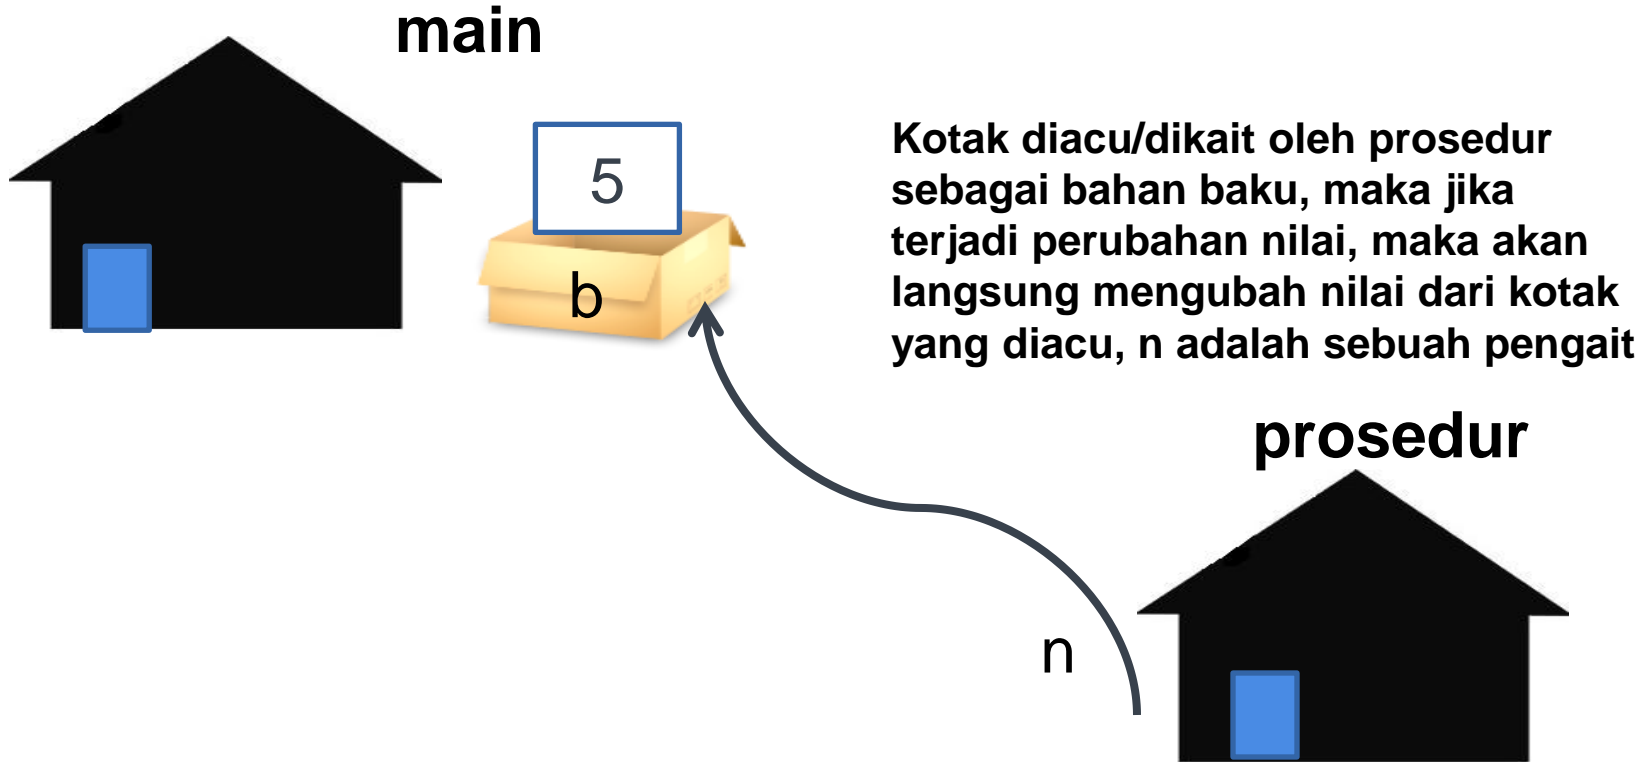 main
5
b
Kotak diacu/dikait oleh prosedur
sebagai bahan baku, maka jika
terjadi perubahan nilai, maka akan
langsung mengubah nilai dari kotak
yang diacu, n adalah sebuah pengait
prosedur
n